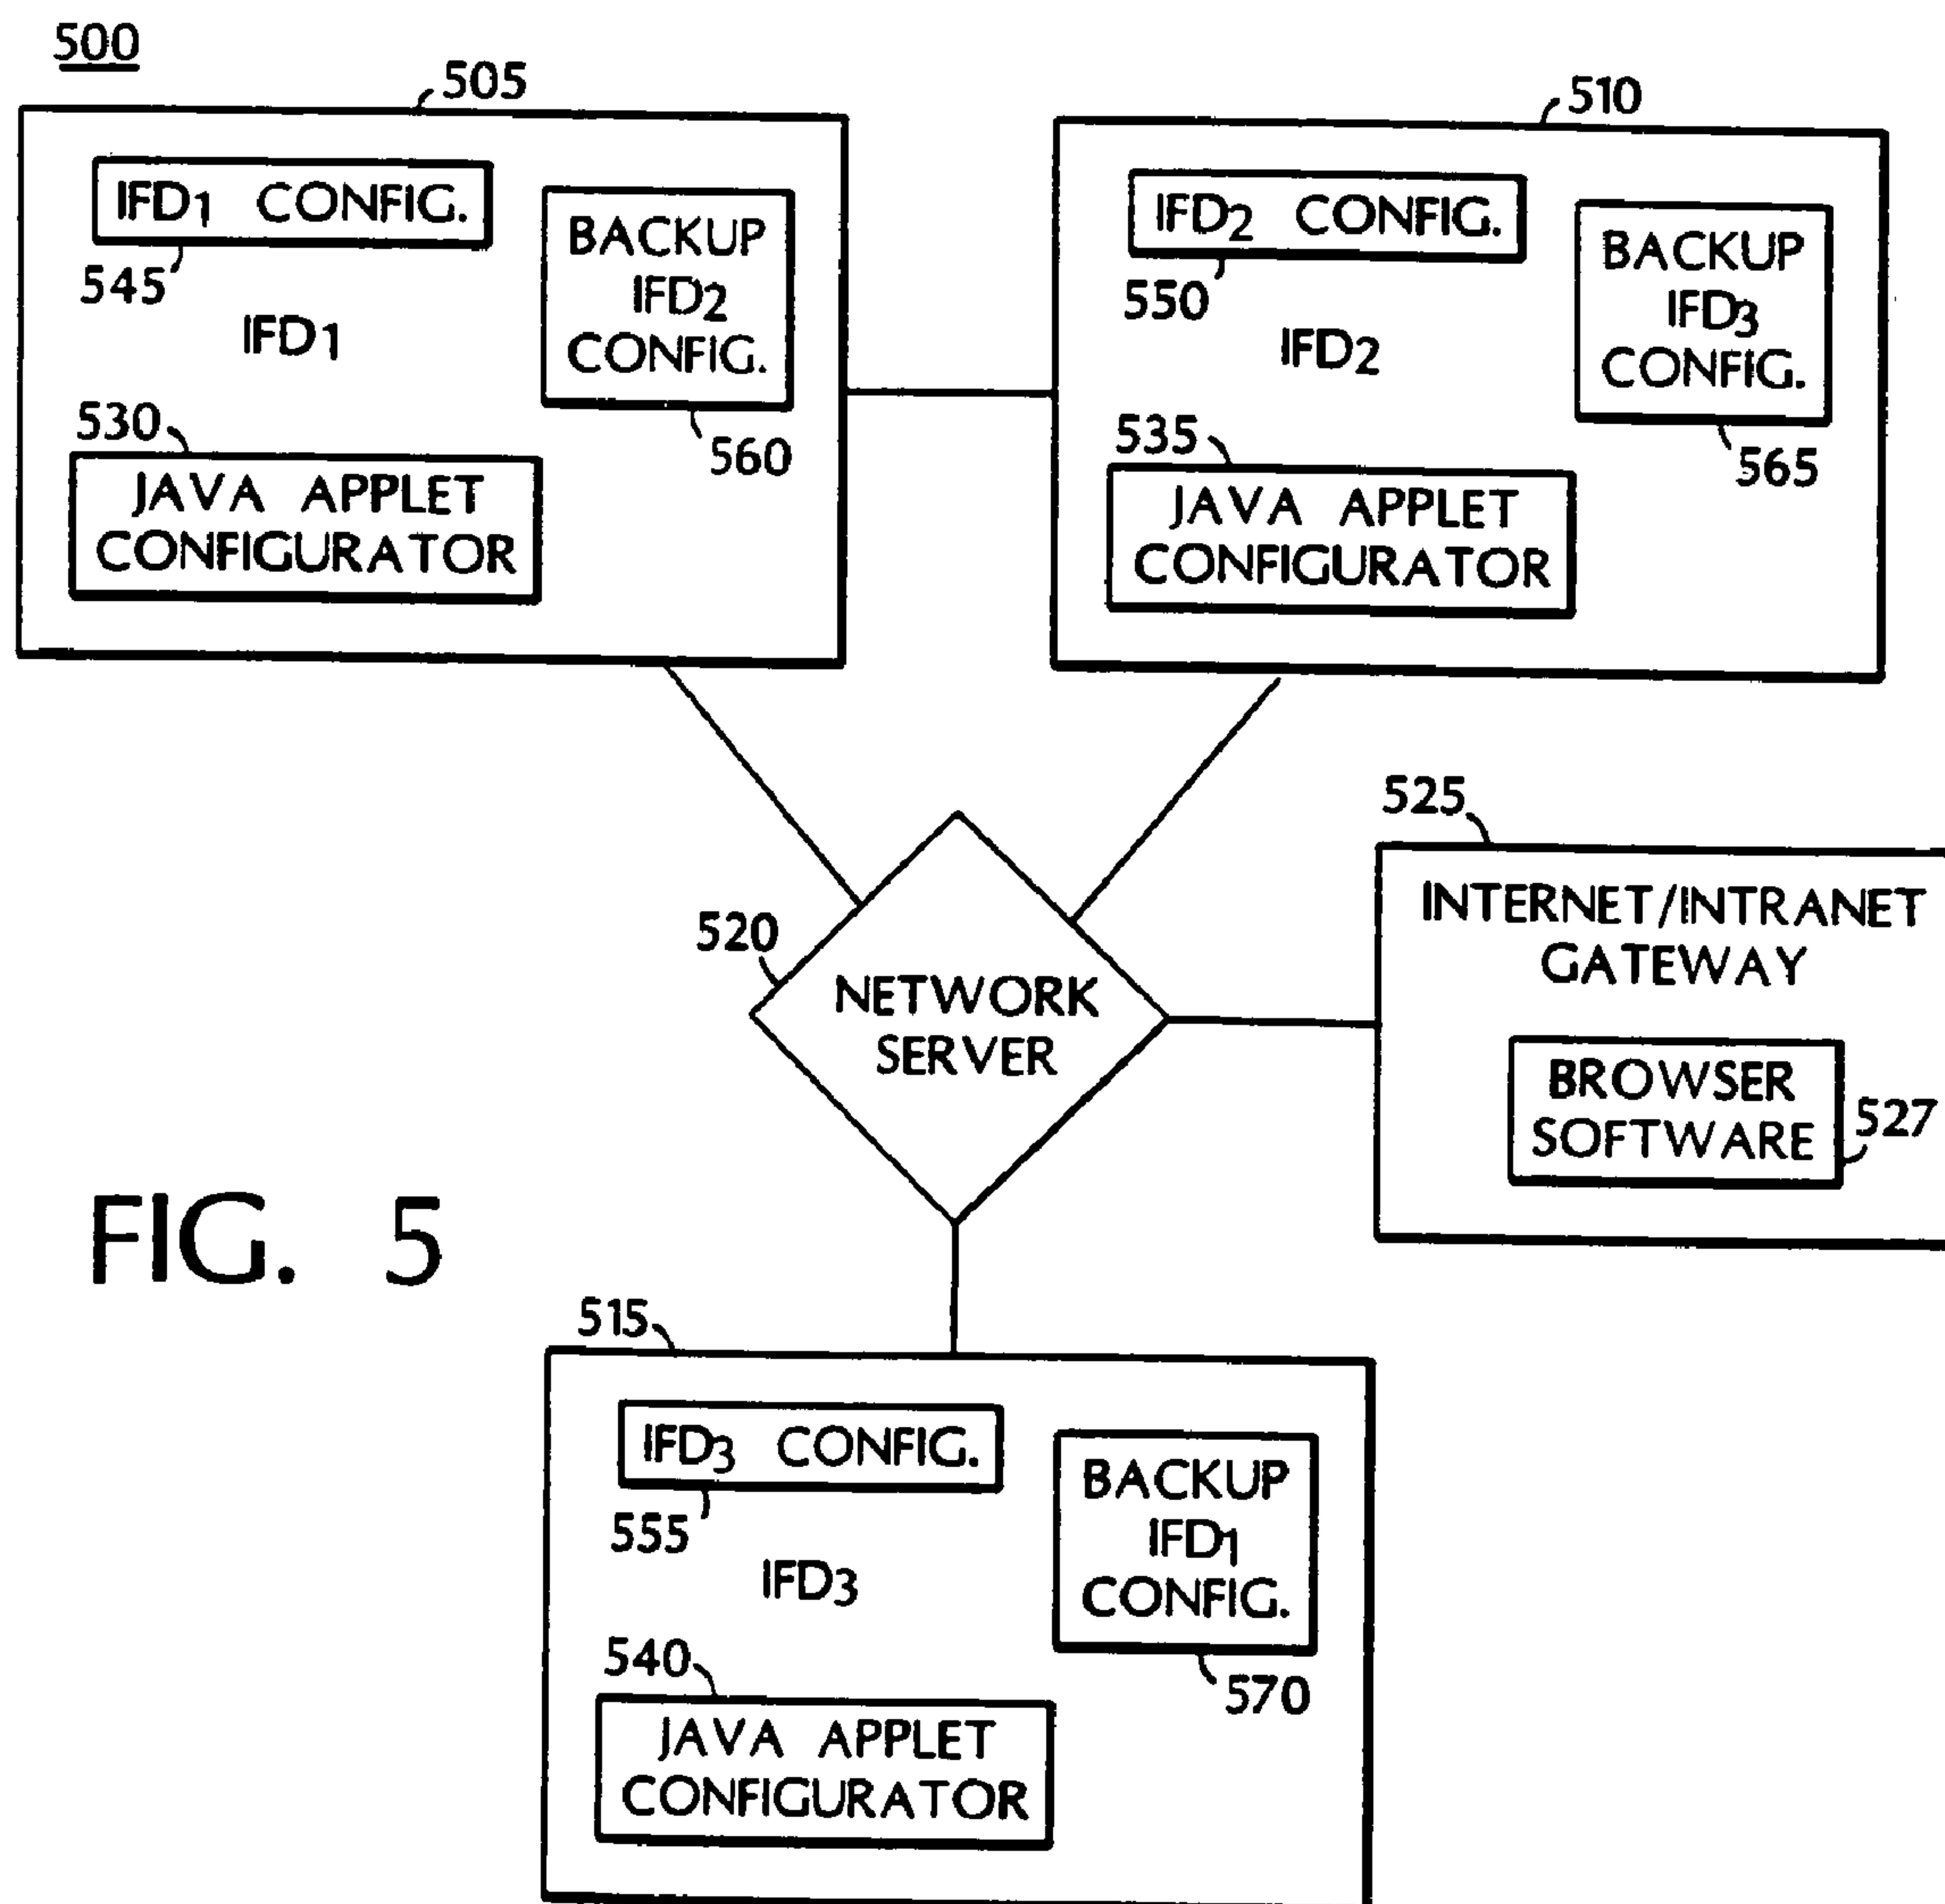 500
505
IFD1 CONFIG.
545
IFD1
BACKUP
IFD2
CONFIG.
560
530
JAVA APPLET
CONFIGURATOR
510
IFD2 CONFIG.
550
IFD2
BACKUP
IFD3
CONFIG.
565
535
JAVA APPLET
CONFIGURATOR
520
NETWORK
SERVER
525
INTERNET/INTRANET
GATEWAY
BROWSER
SOFTWARE
527
FIG. 5
515
IFD3 CONFIG.
555
IFD3
BACKUP
IFD1
CONFIG.
570
540
JAVA APPLET
CONFIGURATOR